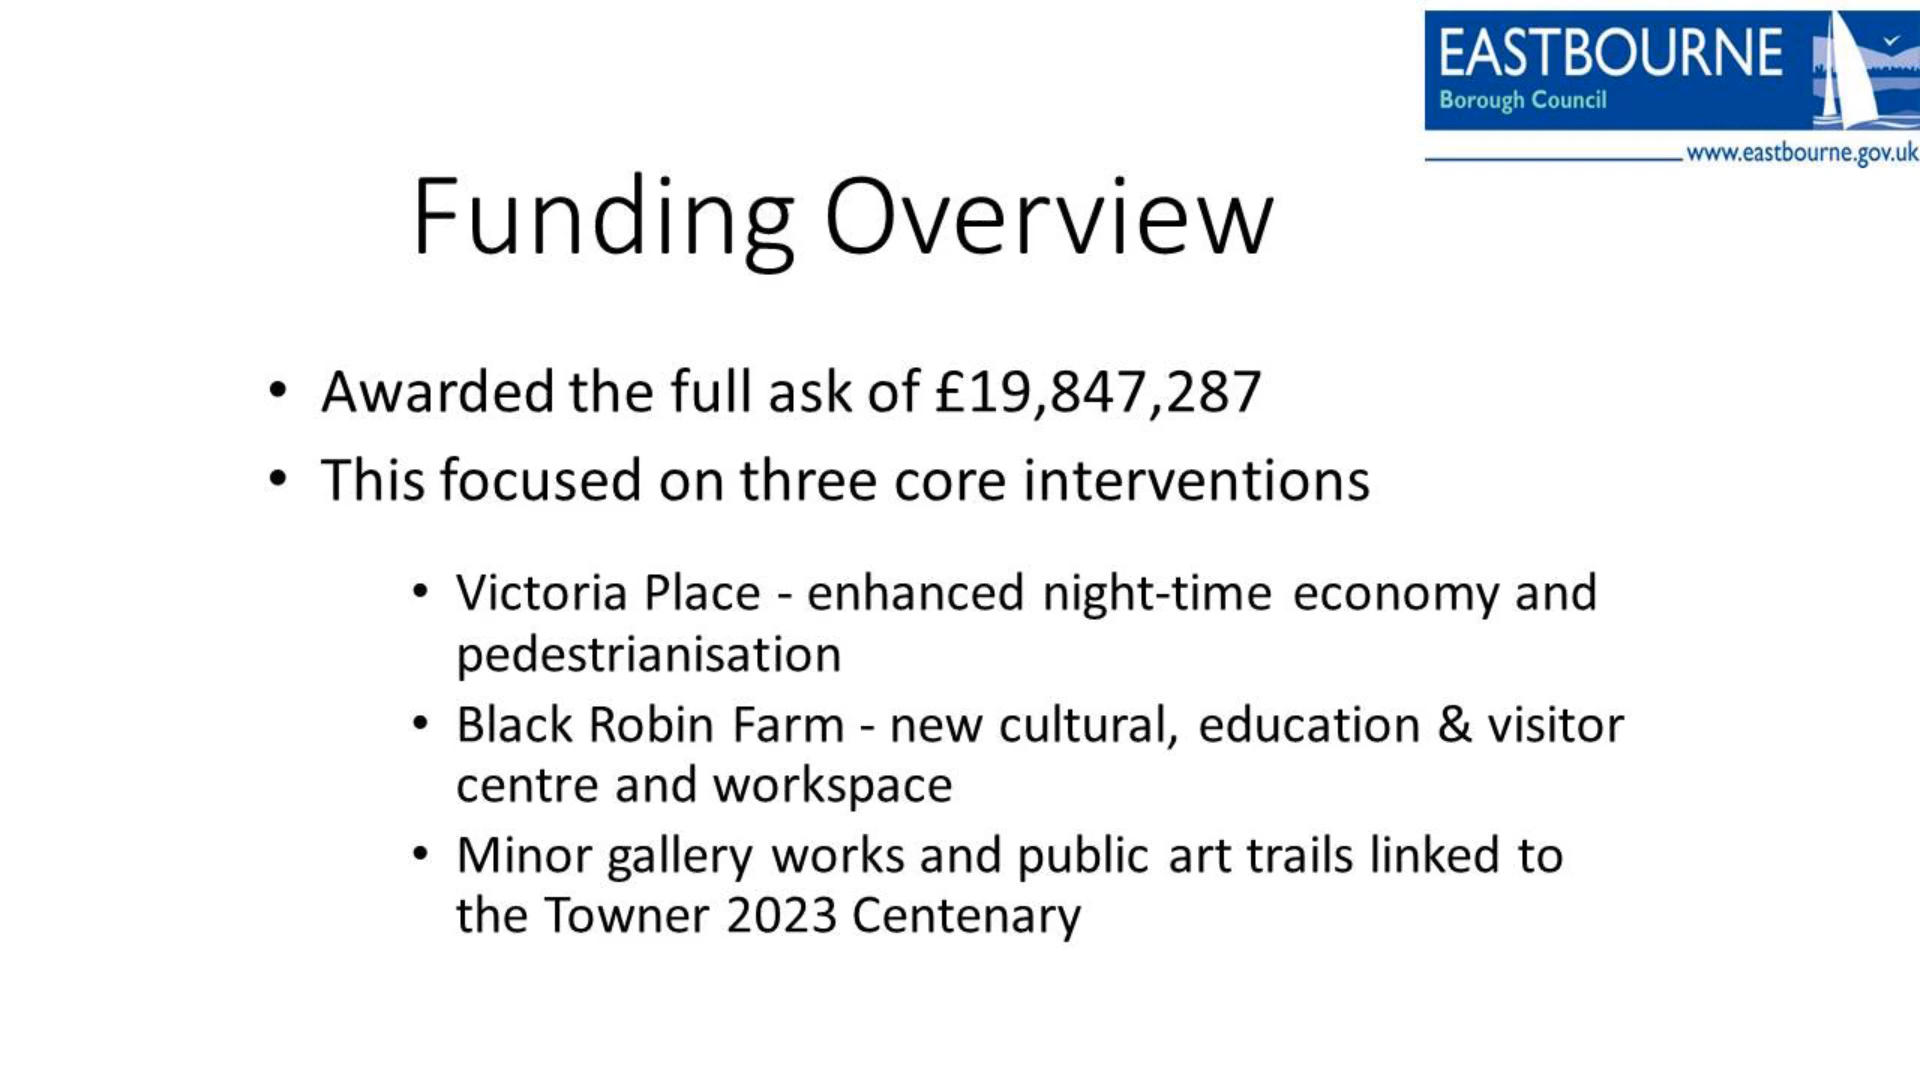 EASTBOURNE
Borough Council
www.eastbourne.gov.uk
Funding Overview
• Awarded the full ask of £19,847,287
• This focused on three core interventions
• Victoria Place - enhanced night-time economy and
pedestrianisation
• Black Robin Farm - new cultural, education & visitor
centre and workspace
• Minor gallery works and public art trails linked to
the Towner 2023 Centenary